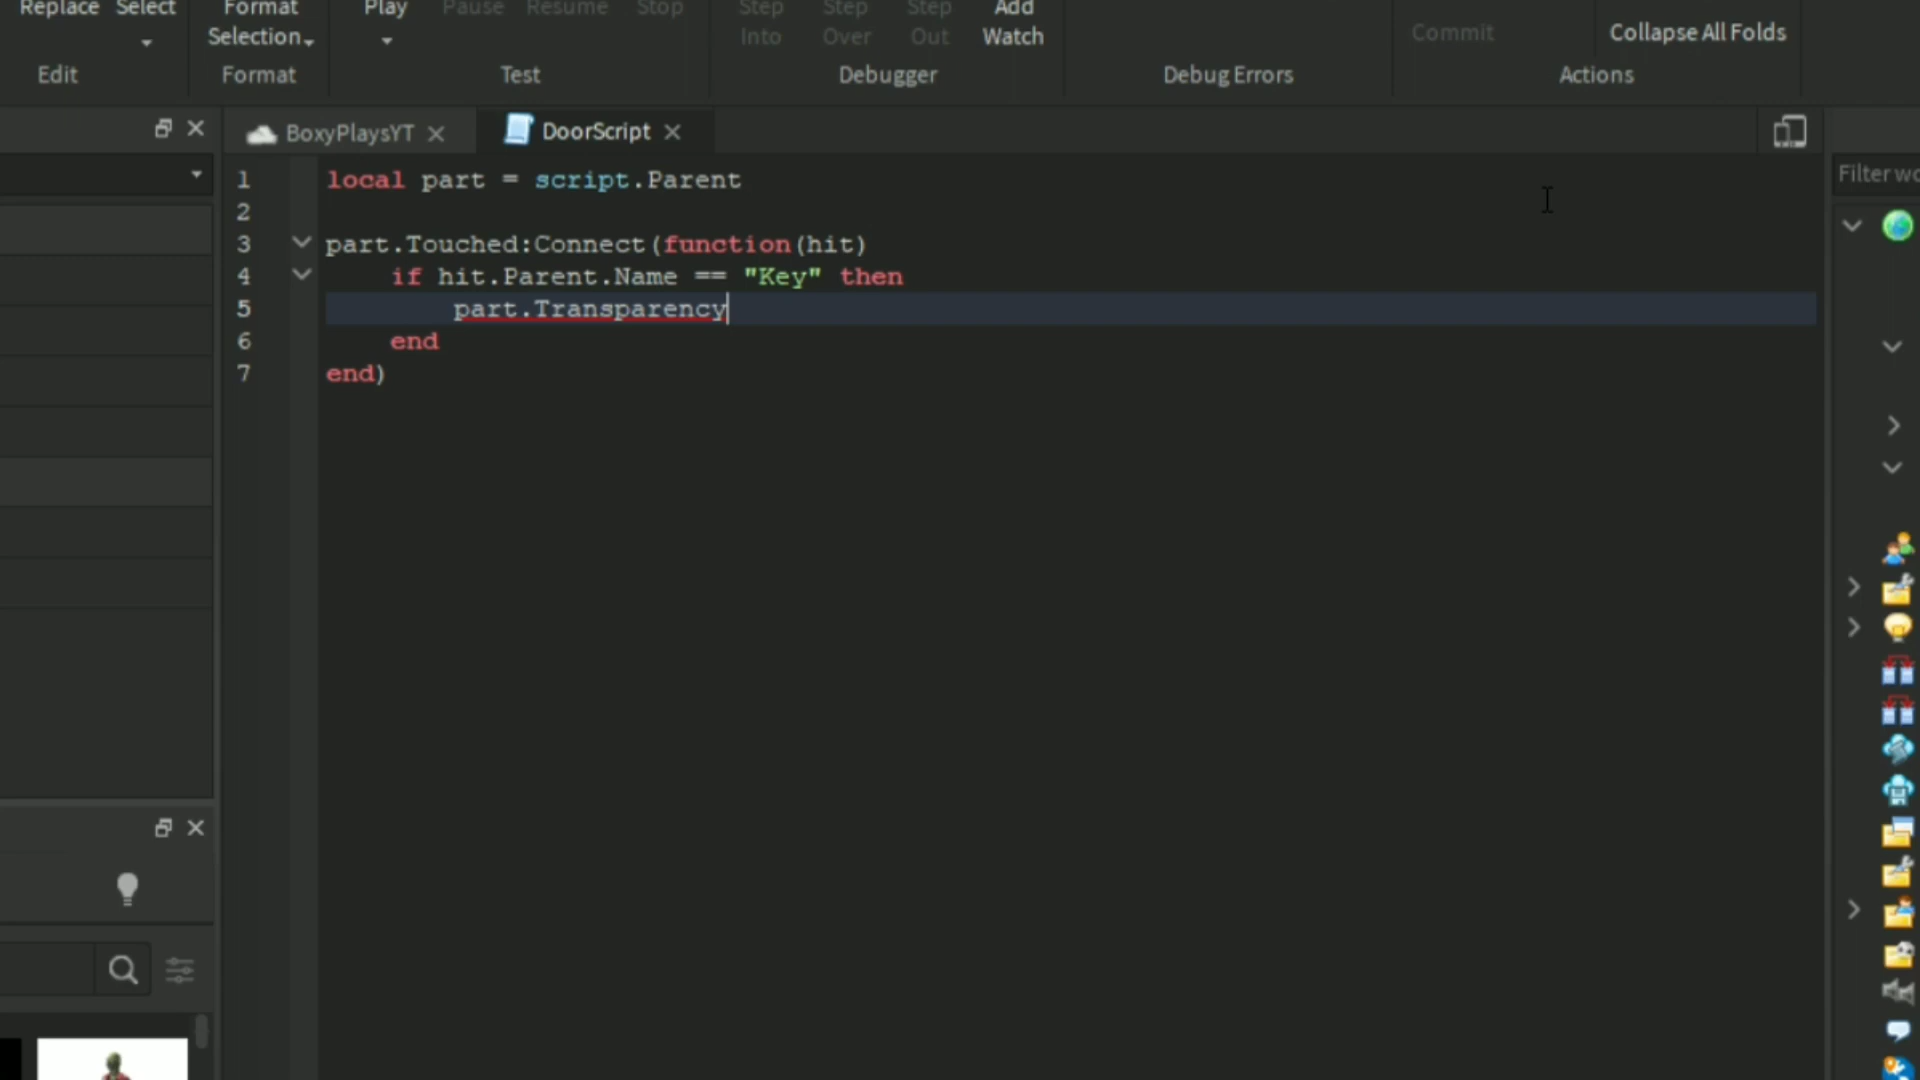 Replace Select
Format Selection
Play Pause Resume Stop
Step Into
Step Over
Step Out
Add Watch
Commit
Collapse All Folds
Edit
Format
Test
Debugger
Debug Errors
Actions
BoxyPlaysYT
DoorScript
Filter wo
1 local part = script.Parent
2
3 part.Touched:Connect(function(hit)
4 if hit.Parent.Name == "Key" then
5 part.Transparency
6 end
7 end)